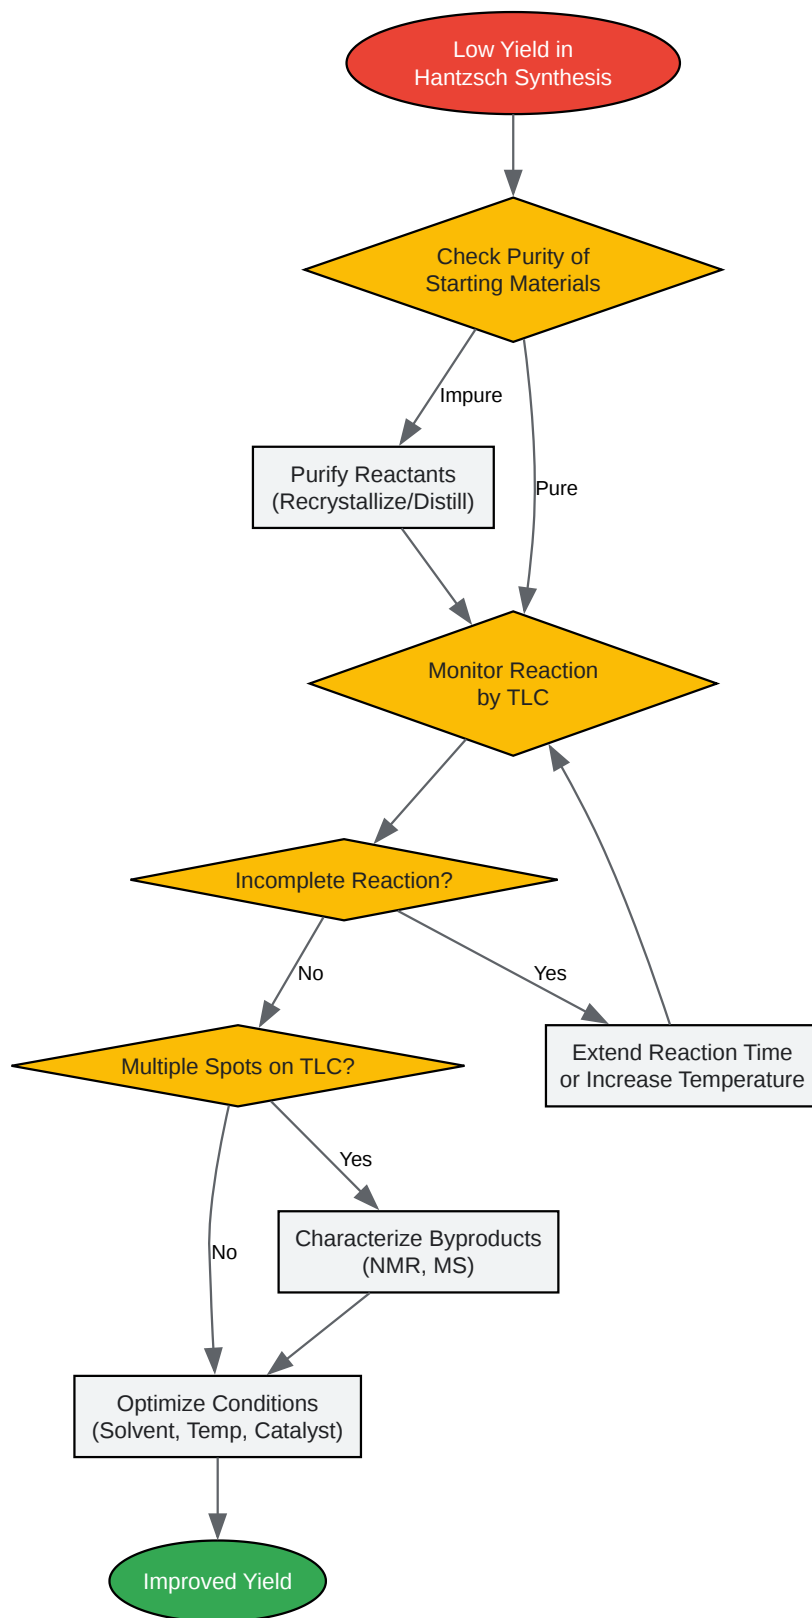 Low Yield in
Hantzsch Synthesis
Check Purity of
Starting Materials
Impure
Pure
Purify Reactants
(Recrystallize/Distill)
Monitor Reaction
by TLC
Incomplete Reaction?
No
Yes
Multiple Spots on TLC?
Extend Reaction Time
or Increase Temperature
Yes
No
Characterize Byproducts
(NMR, MS)
Optimize Conditions
(Solvent, Temp, Catalyst)
Improved Yield